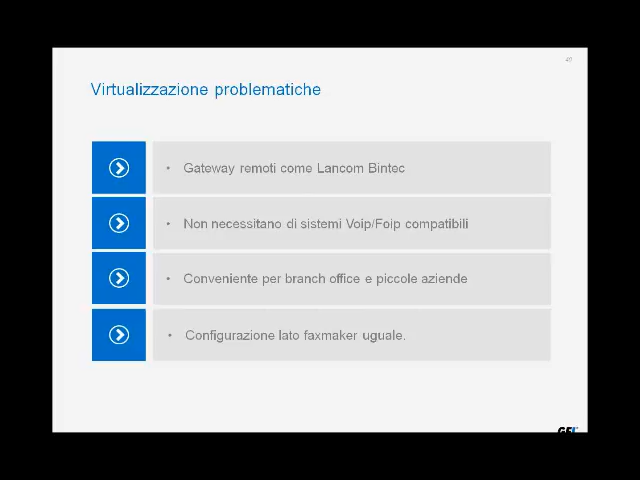 Virtualizzazione problematiche
• Gateway remoti come Lancom Bintec
• Non necessitano di sistemi Voip/Foip compatibili
• Conveniente per branch office e piccole aziende
• Configurazione lato faxmaker uguale.
GFI